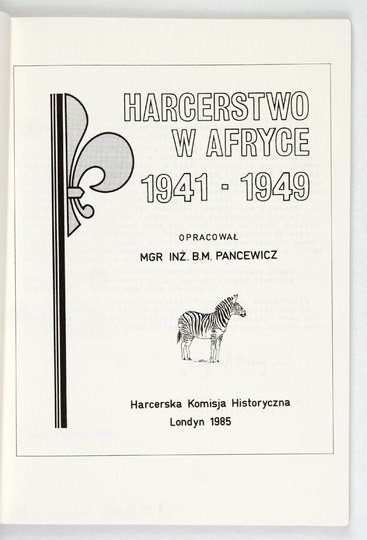 HARCERSTWO
W AFRYCE
1941 - 1949
OPRACOWAŁ
MGR INŻ. B.M. PANCEWICZ
Harcerska Komisja Historyczna
Londyn 1985